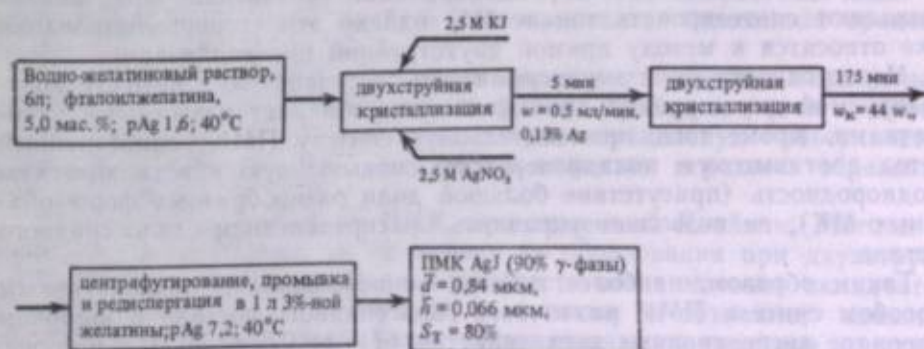 2,5 М KJ
Водно-желатиновый раствор,
6л; фталоилжелатина,
5,0 мас. %; pAg 1,6; 40°С
двухструйная
кристаллизация
5 мин
w = 0,5 мл/мин,
0,13% Ag
двухструйная
кристаллизация
175 мин
wк = 44 wн
2,5 М AgNO3
центрафугирование, промывка
и редиспергация в 1 л 3%-ной
желатины; pAg 7,2; 40°С
ПМК AgJ (90% γ-фазы)
d̅ = 0,84 мкм,
h̅ = 0,066 мкм,
Sт = 80%